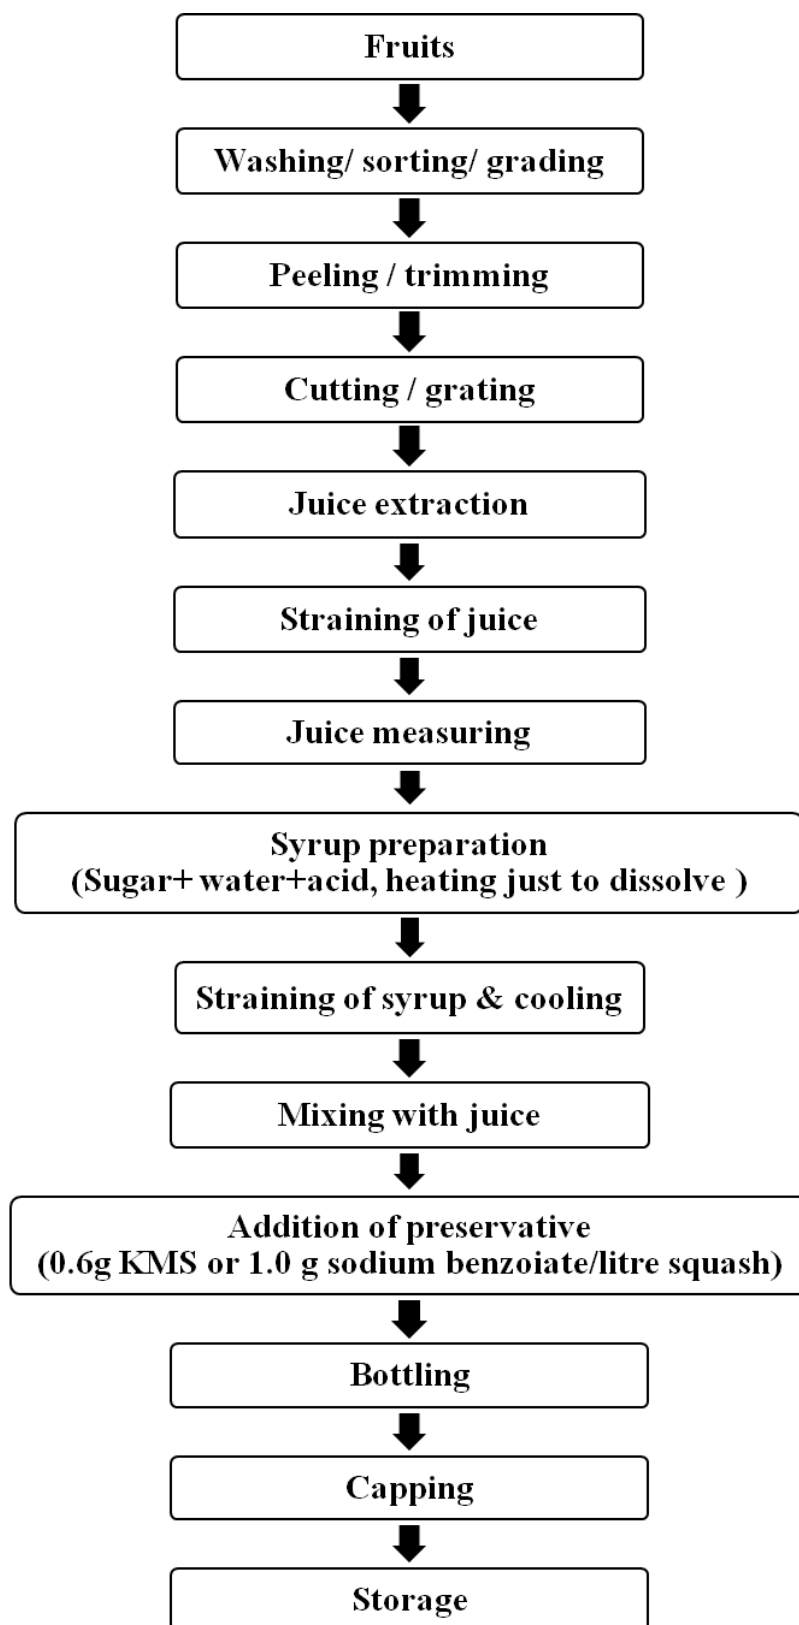 Fruits
Washing/ sorting/ grading
Peeling / trimming
Cutting / grating
Juice extraction
Straining of juice
Juice measuring
Syrup preparation
(Sugar+ water+acid, heating just to dissolve )
Straining of syrup & cooling
Mixing with juice
Addition of preservative
(0.6g KMS or 1.0 g sodium benzoiate/litre squash)
Bottling
Capping
Storage